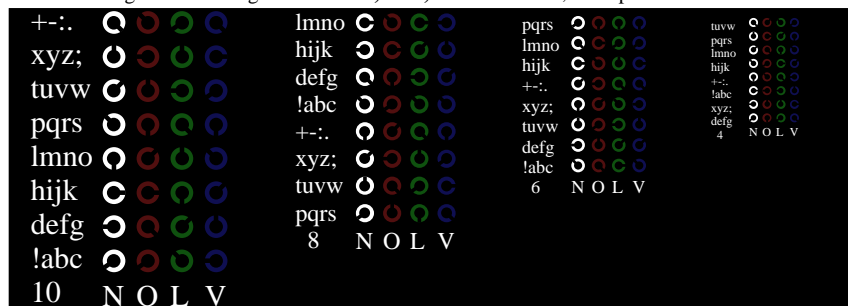 +-:.
xyz;
tuvw
pqrs
lmno
hijk
defg
!abc
10 N O L V
lmno
hijk
defg
!abc
+-:.
xyz;
tuvw
pqrs
8 N O L V
pqrs
lmno
hijk
+-:.
xyz;
tuvw
defg
!abc
6 N O L V
tuvw
pqrs
lmno
hijk
+-:.
!abc
xyz;
defg
4 N O L V